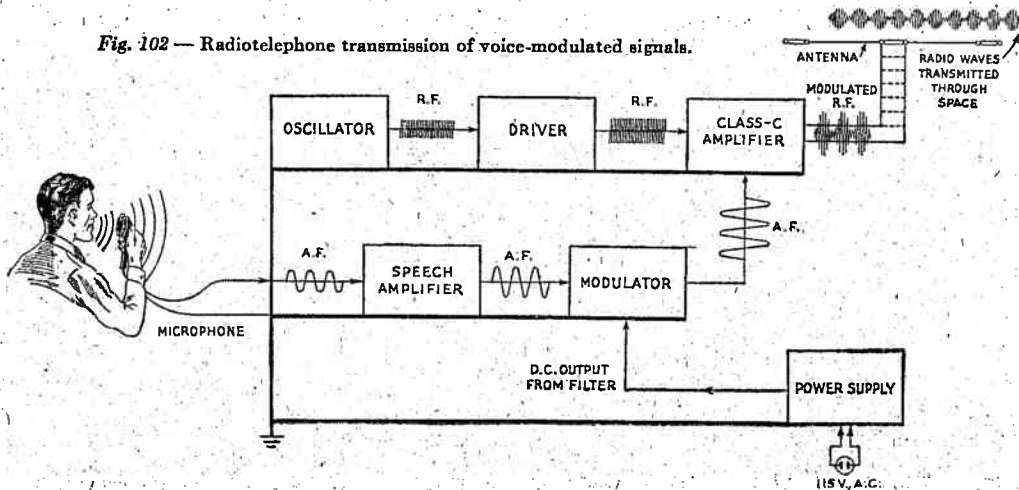 Fig. 102 — Radiotelephone transmission of voice-modulated signals.
ANTENNA
RADIO WAVES
TRANSMITTED
THROUGH
SPACE
MODULATED
R.F.
OSCILLATOR
R.F.
DRIVER
R.F.
CLASS-C
AMPLIFIER
A.F.
A.F.
SPEECH
AMPLIFIER
A.F.
MODULATOR
MICROPHONE
D.C. OUTPUT
FROM FILTER
POWER SUPPLY
115 V. A.C.